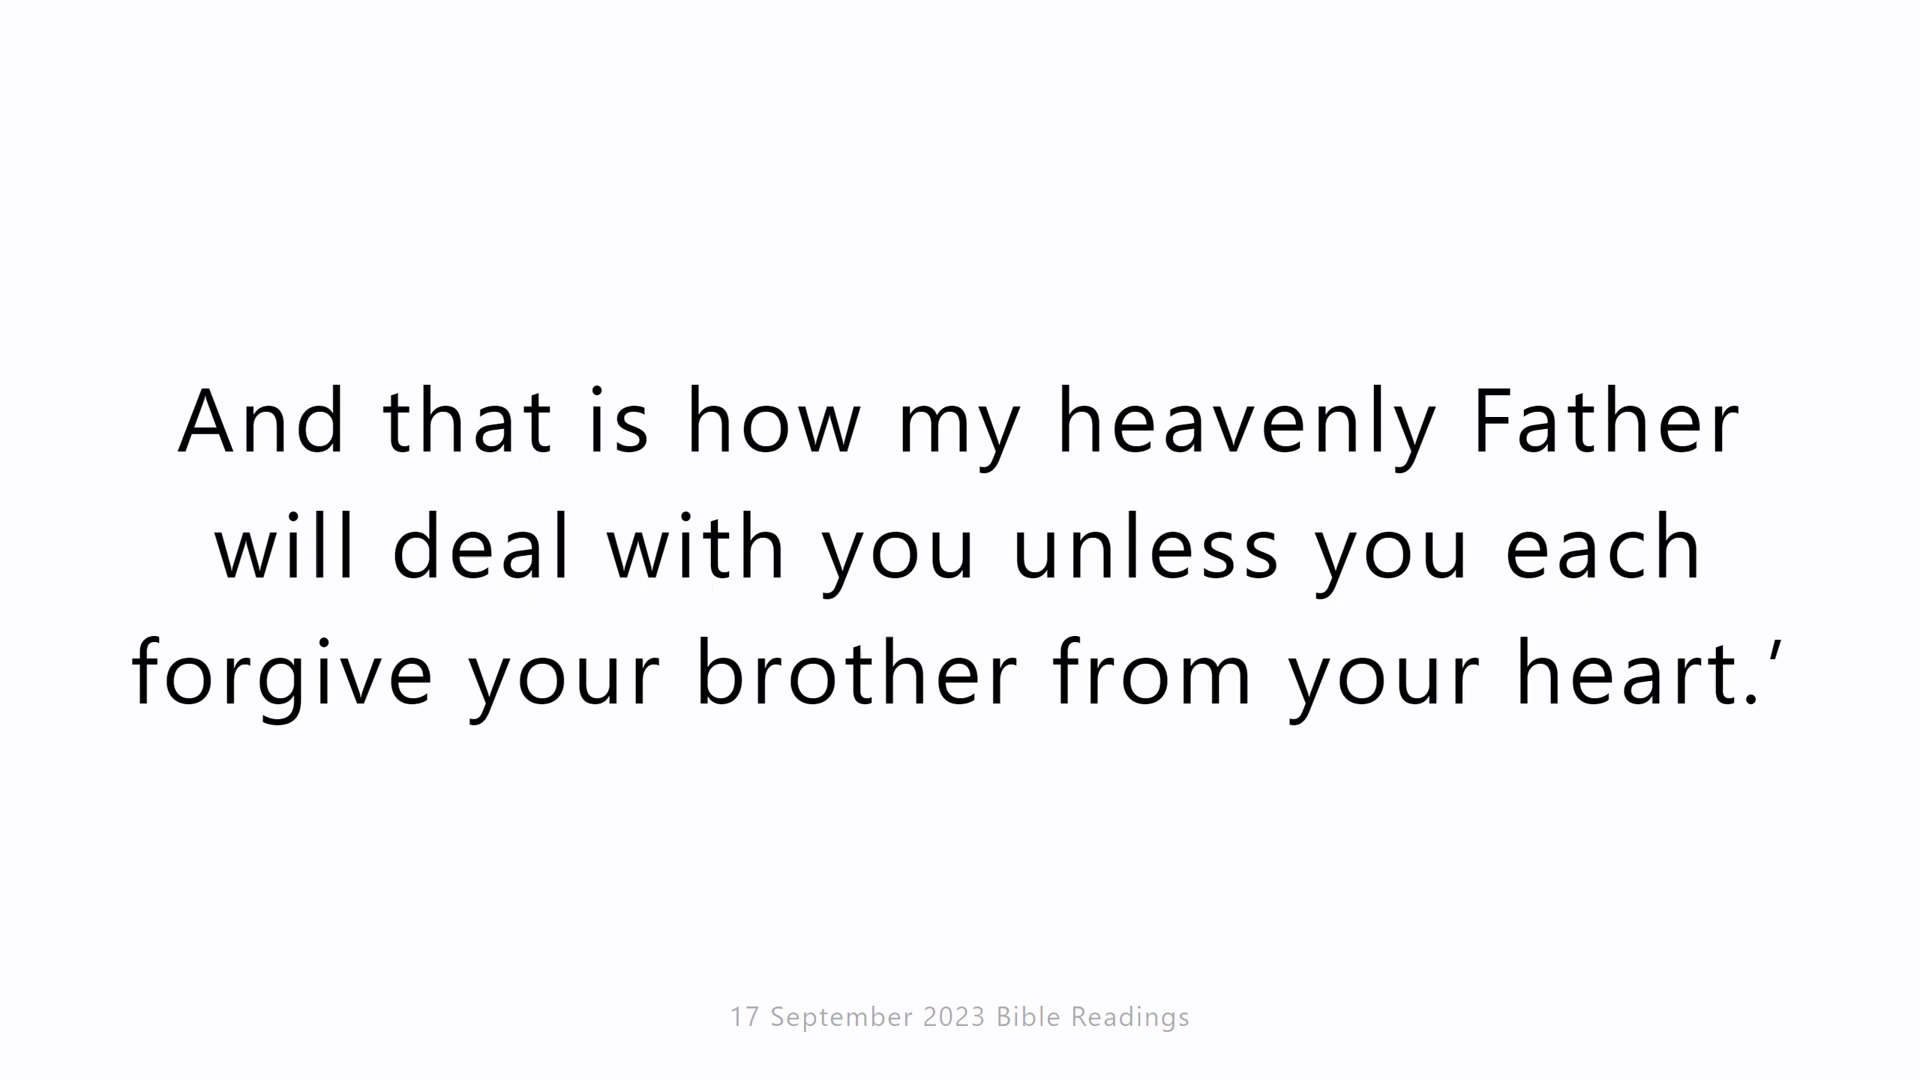 And that is how my heavenly Father
will deal with you unless you each
forgive your brother from your heart.’
17 September 2023 Bible Readings